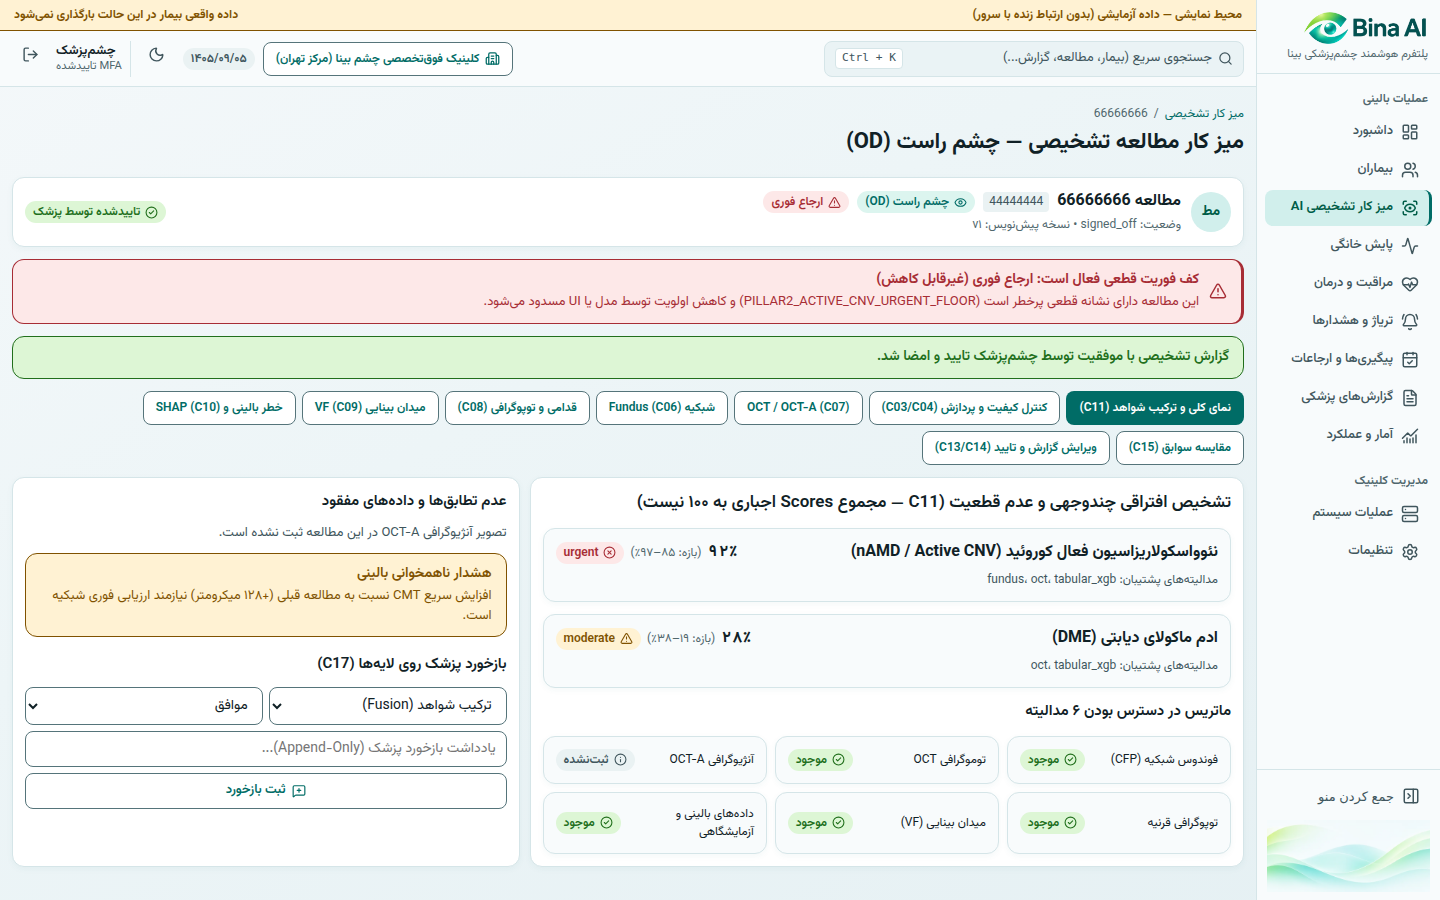 محیط نمایشی — داده آزمایشی (بدون ارتباط زنده با سرور)
داده واقعی بیمار در این حالت بارگذاری نمی‌شود
Bina AI
پلتفرم هوشمند چشم‌پزشکی بینا
عملیات بالینی
داشبورد
بیماران
میز کار تشخیصی AI
پایش خانگی
مراقبت و درمان
تریاژ و هشدارها
پیگیری‌ها و ارجاعات
گزارش‌های پزشکی
آمار و عملکرد
مدیریت کلینیک
عملیات سیستم
تنظیمات
جمع کردن منو
جستجوی سریع (بیمار، مطالعه، گزارش...)
Ctrl + K
کلینیک فوق‌تخصصی چشم بینا (مرکز تهران)
۱۴۰۵/۰۹/۰۵
چشم‌پزشک
MFA تاییدشده
میز کار تشخیصی / 66666666
میز کار مطالعه تشخیصی — چشم راست (OD)
مط
مطالعه 66666666
44444444
چشم راست (OD)
ارجاع فوری
وضعیت: signed_off • نسخه پیش‌نویس: v۱
تاییدشده توسط پزشک
کف فوریت قطعی فعال است: ارجاع فوری (غیرقابل کاهش)
این مطالعه دارای نشانه قطعی پرخطر است (PILLAR2_ACTIVE_CNV_URGENT_FLOOR) و کاهش اولویت توسط مدل یا UI مسدود می‌شود.
گزارش تشخیصی با موفقیت توسط چشم‌پزشک تایید و امضا شد.
نمای کلی و ترکیب شواهد (C11)
کنترل کیفیت و پردازش (C03/C04)
OCT / OCT-A (C07)
شبکیه Fundus (C06)
قدامی و توپوگرافی (C08)
میدان بینایی VF (C09)
خطر بالینی و SHAP (C10)
مقایسه سوابق (C15)
ویرایش گزارش و تایید (C13/C14)
تشخیص افتراقی چندوجهی و عدم قطعیت (C11 — مجموع Scores اجباری به ۱۰۰ نیست)
نئوواسکولاریزاسیون فعال کوروئید (nAMD / Active CNV)
۹۲٪ (بازه: ۸۵–۹۷٪)
urgent
مدالیته‌های پشتیبان: fundus، oct، tabular_xgb
ادم ماکولای دیابتی (DME)
۲۸٪ (بازه: ۱۹–۳۸٪)
moderate
مدالیته‌های پشتیبان: oct، tabular_xgb
ماتریس در دسترس بودن ۶ مدالیته
فوندوس شبکیه (CFP)
موجود
توموگرافی OCT
موجود
آنژیوگرافی OCT-A
ثبت‌نشده
توپوگرافی قرنیه
موجود
میدان بینایی (VF)
موجود
داده‌های بالینی و
آزمایشگاهی
موجود
عدم تطابق‌ها و داده‌های مفقود
تصویر آنژیوگرافی OCT-A در این مطالعه ثبت نشده است.
هشدار ناهمخوانی بالینی
افزایش سریع CMT نسبت به مطالعه قبلی (+۱۲۸ میکرومتر) نیازمند ارزیابی فوری شبکیه
است.
بازخورد پزشک روی لایه‌ها (C17)
ترکیب شواهد (Fusion)
موافق
یادداشت بازخورد پزشک (Append-Only)...
ثبت بازخورد